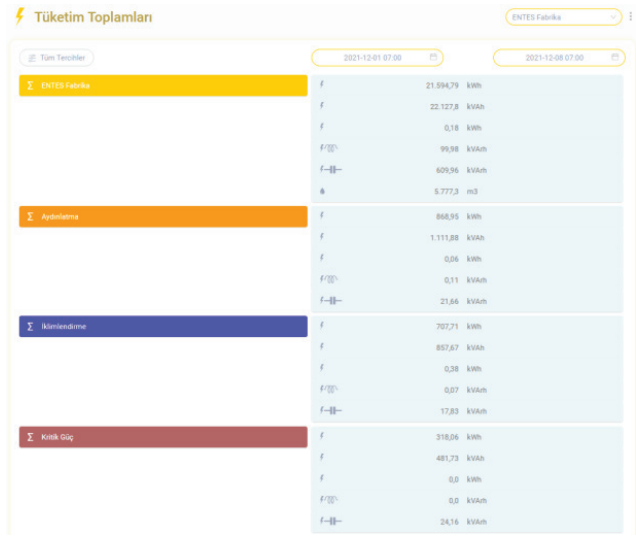 Tüketim Toplamları
ENTES Fabrika
Tüm Tercihler
2021-12-01 07:00
2021-12-08 07:00
Σ ENTES Fabrika
21.594,79 kWh
22.127,8 kVAh
0,18 kWh
99,98 kVArh
609,96 kVArh
5.777,3 m3
Σ Aydınlatma
868,95 kWh
1.111,88 kVAh
0,06 kWh
0,11 kVArh
21,66 kVArh
Σ İklimlendirme
707,71 kWh
857,67 kVAh
0,38 kWh
0,07 kVArh
17,83 kVArh
Σ Kritik Güç
318,06 kWh
481,73 kVAh
0,0 kWh
0,0 kVArh
24,16 kVArh